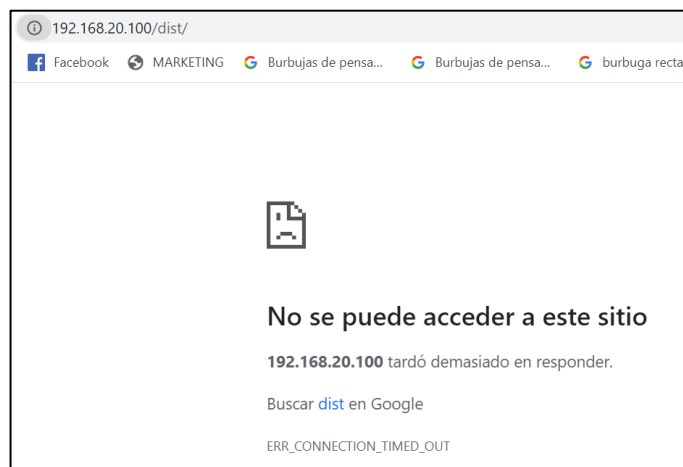 192.168.20.100/dist/
Facebook MARKETING Burbujas de pensa... Burbujas de pensa... burbuga recta
No se puede acceder a este sitio
192.168.20.100 tardó demasiado en responder.
Buscar dist en Google
ERR_CONNECTION_TIMED_OUT